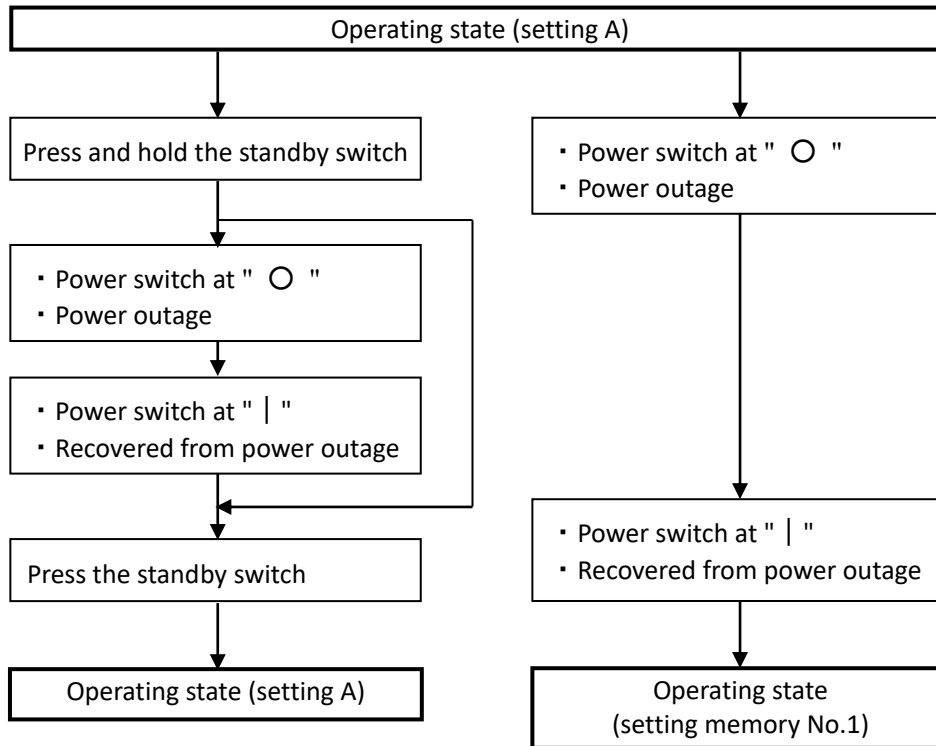 Operating state (setting A)
Press and hold the standby switch
・Power switch at " ○ "
・Power outage
・Power switch at " | "
・Recovered from power outage
Press the standby switch
Operating state (setting A)
・Power switch at " ○ "
・Power outage
・Power switch at " | "
・Recovered from power outage
Operating state
(setting memory No.1)